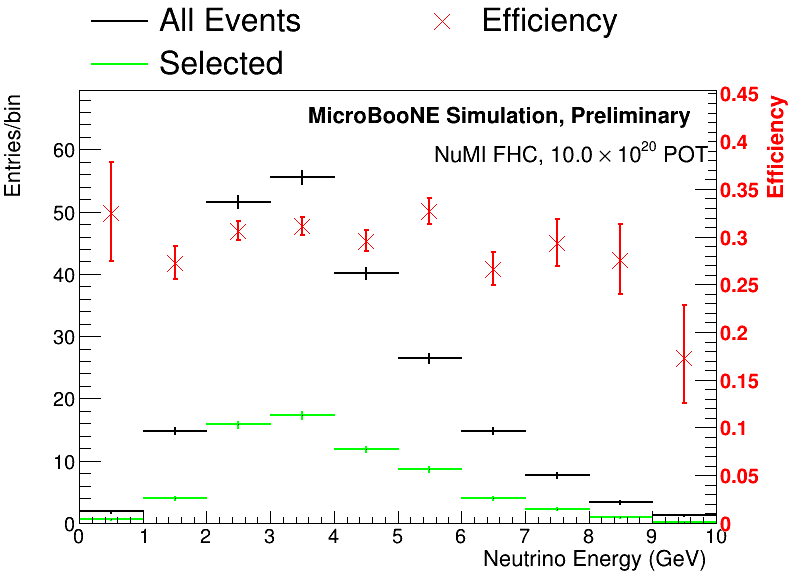 All Events
Efficiency
Selected
MicroBooNE Simulation, Preliminary
NuMI FHC, 10.0 × 10²⁰ POT
Entries/bin
60
50
40
30
20
10
0
0.45
0.4
0.35
0.3
0.25
0.2
0.15
0.1
0.05
0
Efficiency
0 1 2 3 4 5 6 7 8 9 10
Neutrino Energy (GeV)